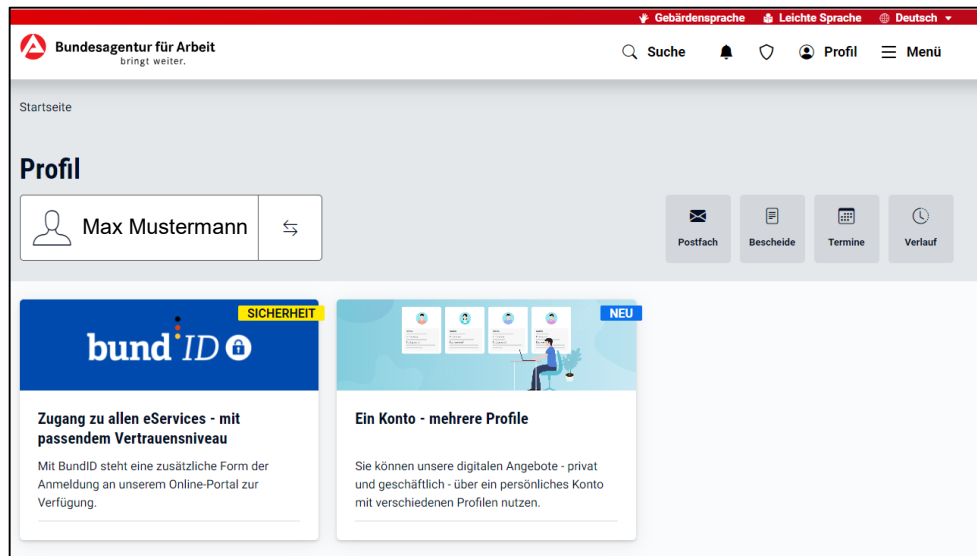 Gebärdensprache Leichte Sprache Deutsch
Bundesagentur für Arbeit
bringt weiter.
Suche Profil Menü
Startseite
Profil
Max Mustermann
Postfach Bescheide Termine Verlauf
SICHERHEIT
bundID
Zugang zu allen eServices - mit
passendem Vertrauensniveau
Mit BundID steht eine zusätzliche Form der
Anmeldung an unserem Online-Portal zur
Verfügung.
NEU
Ein Konto - mehrere Profile
Sie können unsere digitalen Angebote - privat
und geschäftlich - über ein persönliches Konto
mit verschiedenen Profilen nutzen.